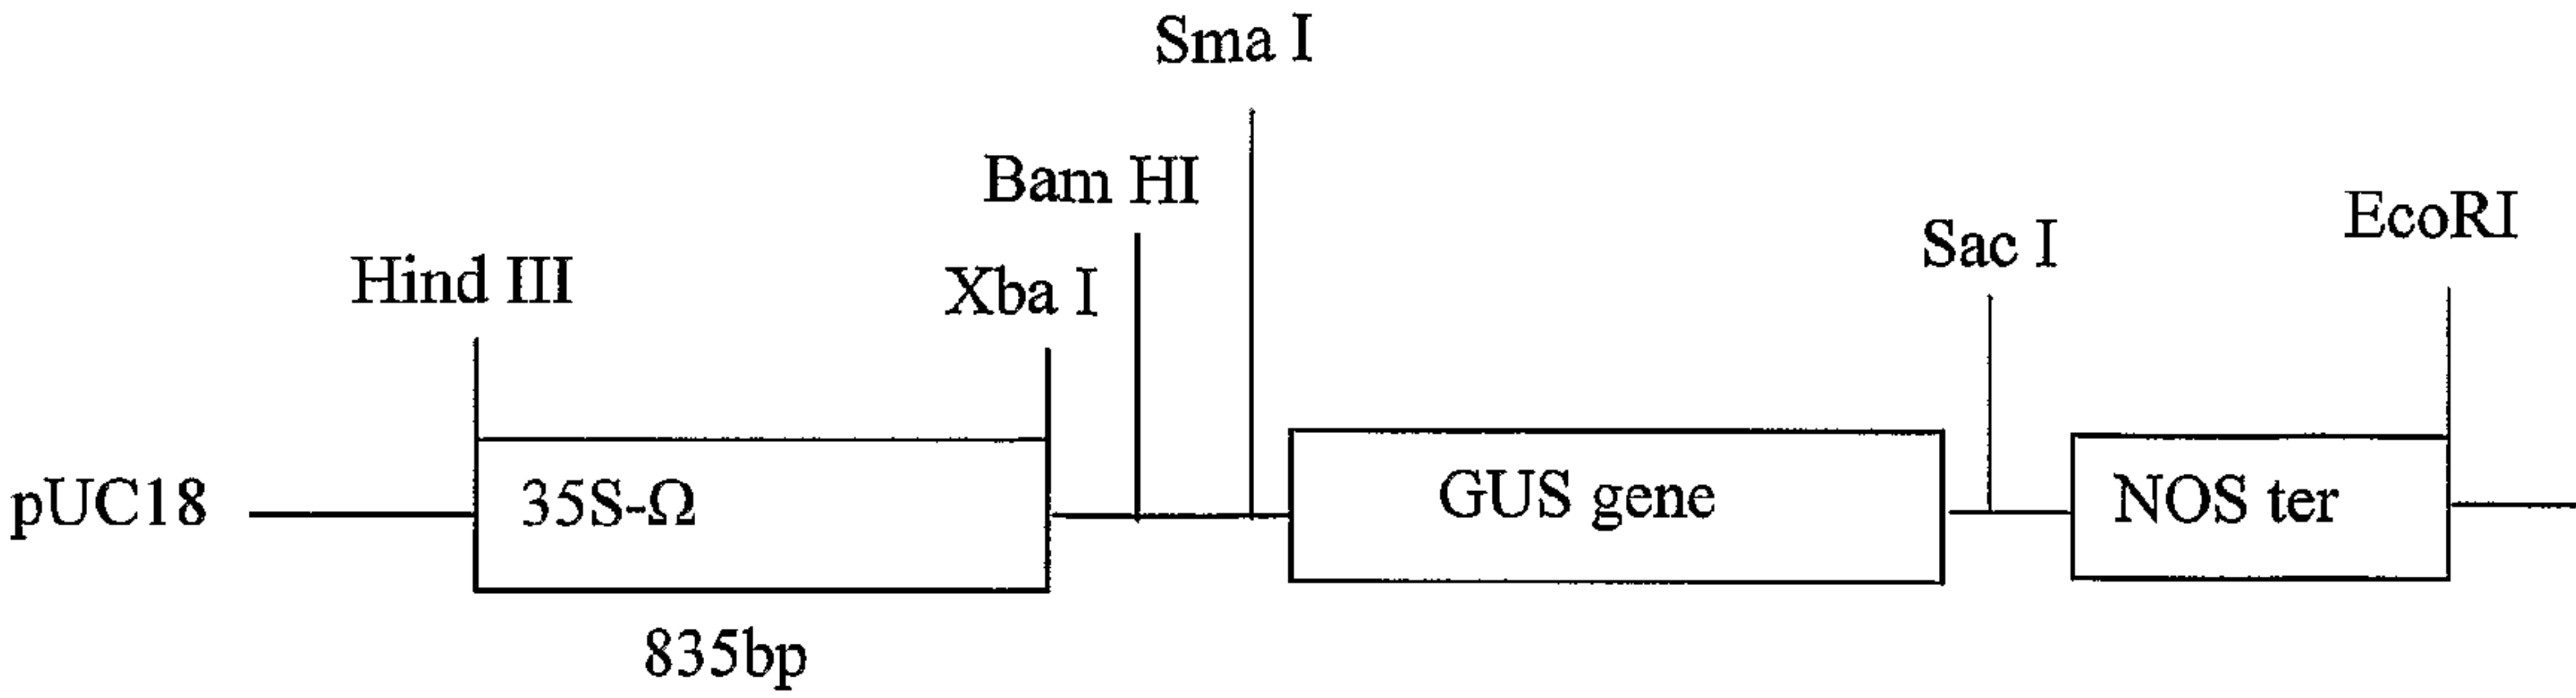 Sma I
Bam HI
Hind III
Xba I
Sac I
EcoRI
pUC18
35S-Ω
GUS gene
NOS ter
835bp